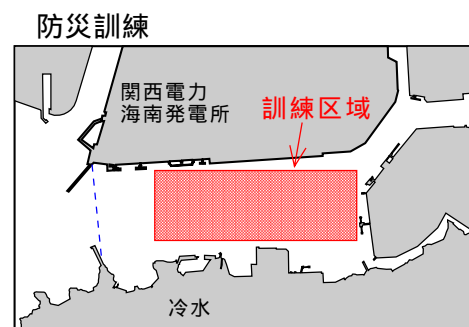 防災訓練
関西電力
海南発電所
訓練区域
冷水